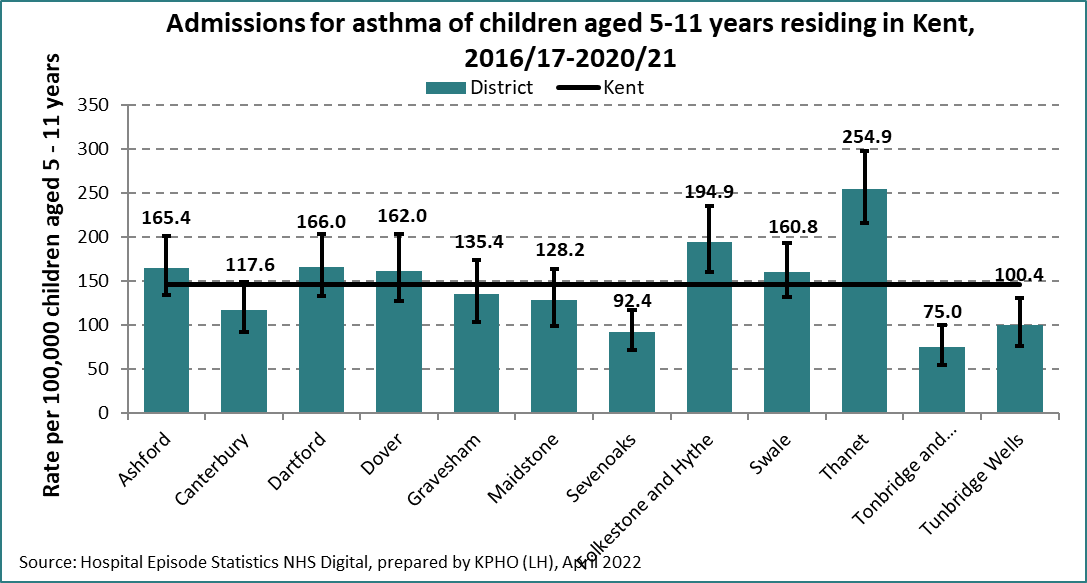 Admissions for asthma of children aged 5-11 years residing in Kent,
2016/17-2020/21
District
Kent
Rate per 100,000 children aged 5 - 11 years
350
300
250
200
150
100
50
0
165.4
117.6
166.0
162.0
135.4
128.2
92.4
194.9
160.8
254.9
75.0
100.4
Ashford
Canterbury
Dartford
Dover
Gravesham
Maidstone
Sevenoaks
Folkestone and Hythe
Swale
Thanet
Tonbridge and...
Tunbridge Wells
Source: Hospital Episode Statistics NHS Digital, prepared by KPHO (LH), April 2022